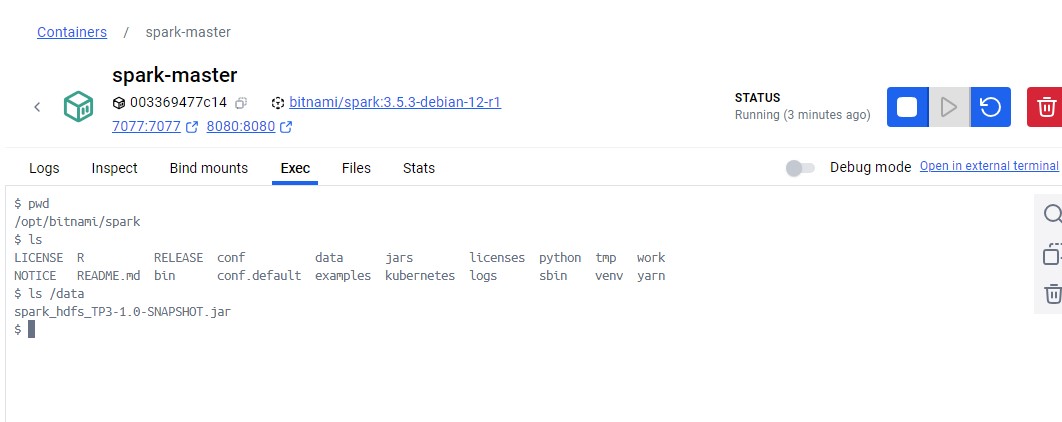 Containers / spark-master
spark-master
003369477c14 bitnami/spark:3.5.3-debian-12-r1
7077:7077 8080:8080
STATUS
Running (3 minutes ago)
Logs Inspect Bind mounts Exec Files Stats
Debug mode Open in external terminal
$ pwd
/opt/bitnami/spark
$ ls
LICENSE R RELEASE conf data jars licenses python tmp work
NOTICE README.md bin conf.default examples kubernetes logs sbin venv yarn
$ ls /data
spark_hdfs_TP3-1.0-SNAPSHOT.jar
$